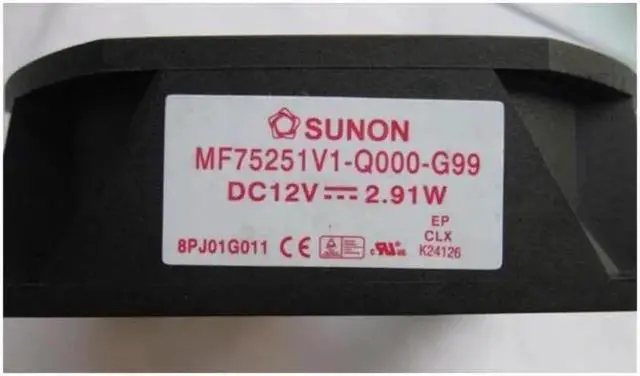 SUNON
MF75251V1-Q000-G99
DC12V 2.91W
EP
CLX
8PJ01G011 CE K24126